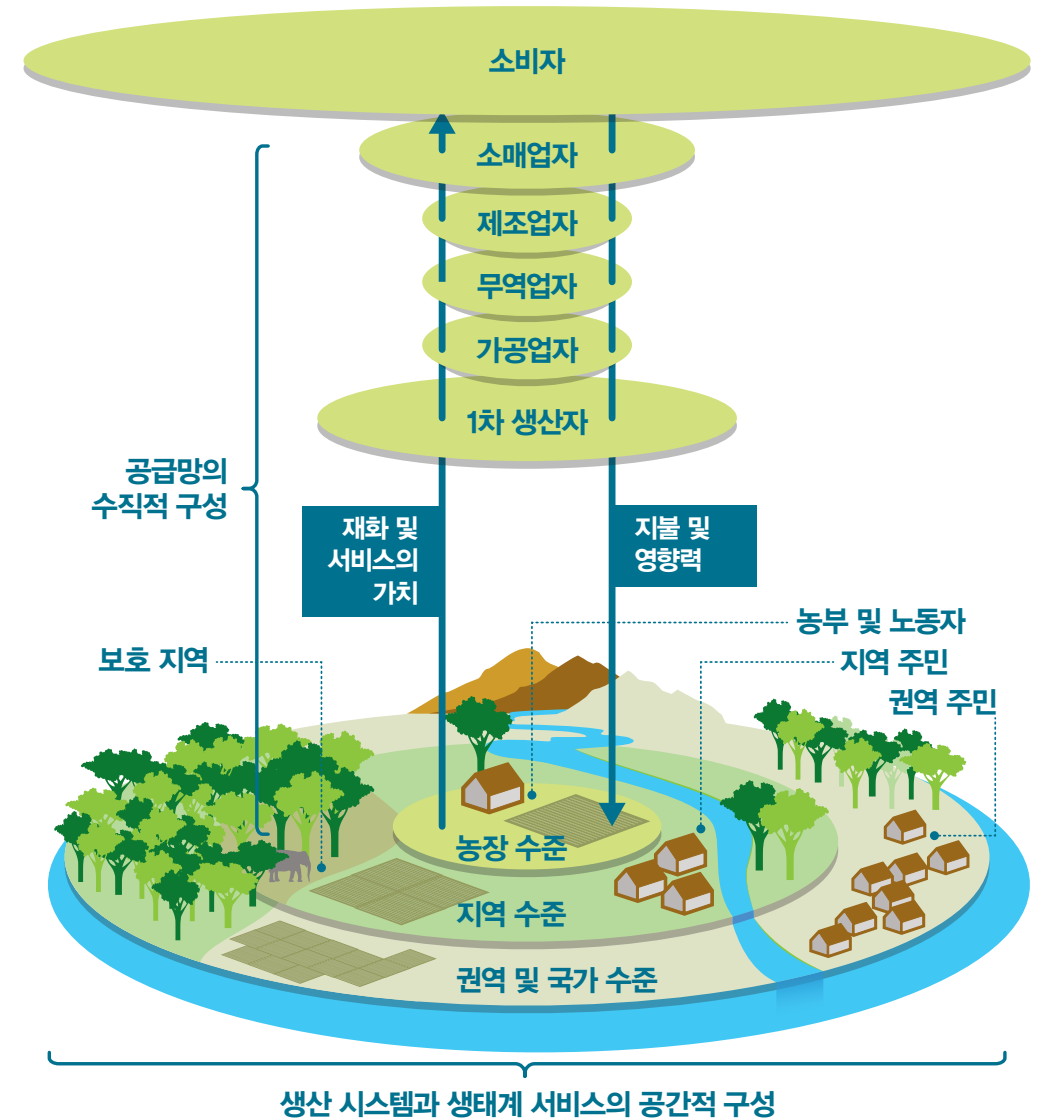 소비자
소매업자
제조업자
무역업자
가공업자
1차 생산자
공급망의
수직적 구성
재화 및
서비스의
가치
지불 및
영향력
농부 및 노동자
보호 지역
지역 주민
권역 주민
농장 수준
지역 수준
권역 및 국가 수준
생산 시스템과 생태계 서비스의 공간적 구성